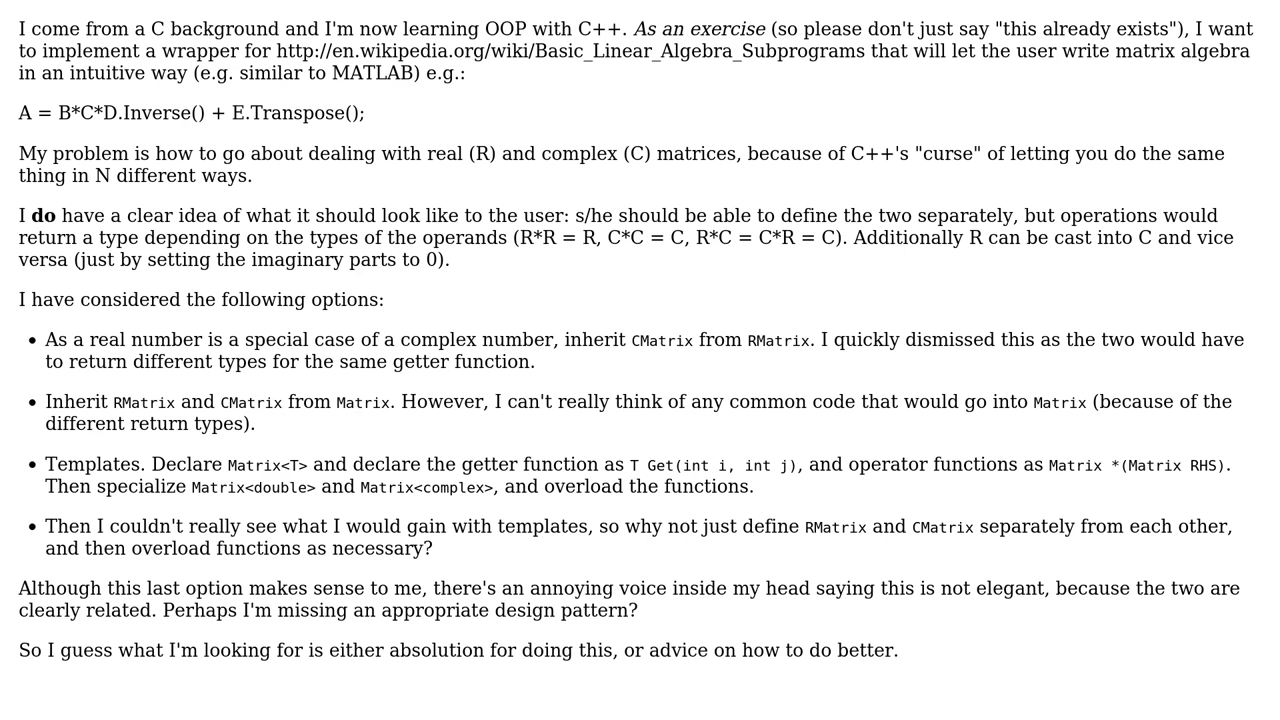 I come from a C background and I'm now learning OOP with C++. As an exercise (so please don't just say "this already exists"), I want
to implement a wrapper for http://en.wikipedia.org/wiki/Basic_Linear_Algebra_Subprograms that will let the user write matrix algebra
in an intuitive way (e.g. similar to MATLAB) e.g.:
A = B*C*D.Inverse() + E.Transpose();
My problem is how to go about dealing with real (R) and complex (C) matrices, because of C++'s "curse" of letting you do the same
thing in N different ways.
I do have a clear idea of what it should look like to the user: s/he should be able to define the two separately, but operations would
return a type depending on the types of the operands (R*R = R, C*C = C, R*C = C*R = C). Additionally R can be cast into C and vice
versa (just by setting the imaginary parts to 0).
I have considered the following options:
• As a real number is a special case of a complex number, inherit CMatrix from RMatrix. I quickly dismissed this as the two would have
to return different types for the same getter function.
• Inherit RMatrix and CMatrix from Matrix. However, I can't really think of any common code that would go into Matrix (because of the
different return types).
• Templates. Declare Matrix<T> and declare the getter function as T Get(int i, int j), and operator functions as Matrix *(Matrix RHS).
Then specialize Matrix<double> and Matrix<complex>, and overload the functions.
• Then I couldn't really see what I would gain with templates, so why not just define RMatrix and CMatrix separately from each other,
and then overload functions as necessary?
Although this last option makes sense to me, there's an annoying voice inside my head saying this is not elegant, because the two are
clearly related. Perhaps I'm missing an appropriate design pattern?
So I guess what I'm looking for is either absolution for doing this, or advice on how to do better.